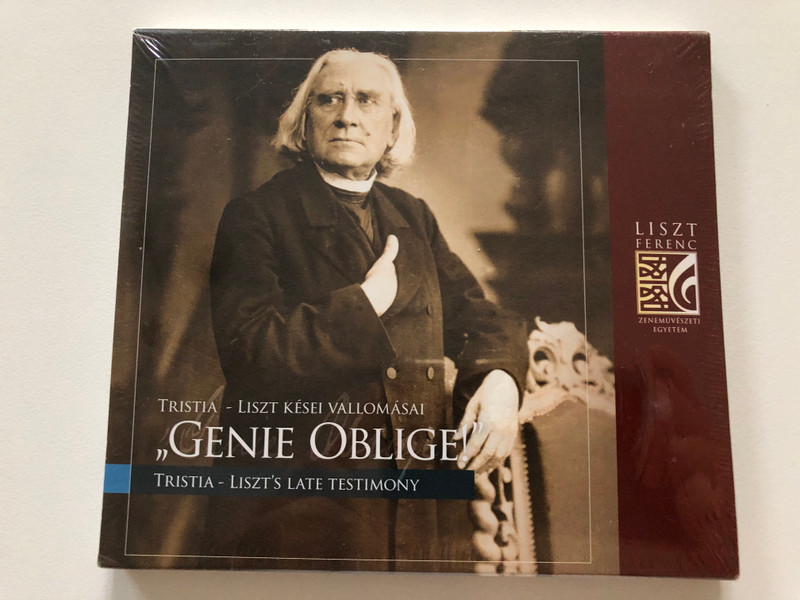 LISZT
FERENC
ZENEMŰVÉSZETI
EGYETEM
TRISTIA - LISZT KÉSEI VALLOMÁSAI
„GENIE OBLIGE!”
TRISTIA - LISZT'S LATE TESTIMONY